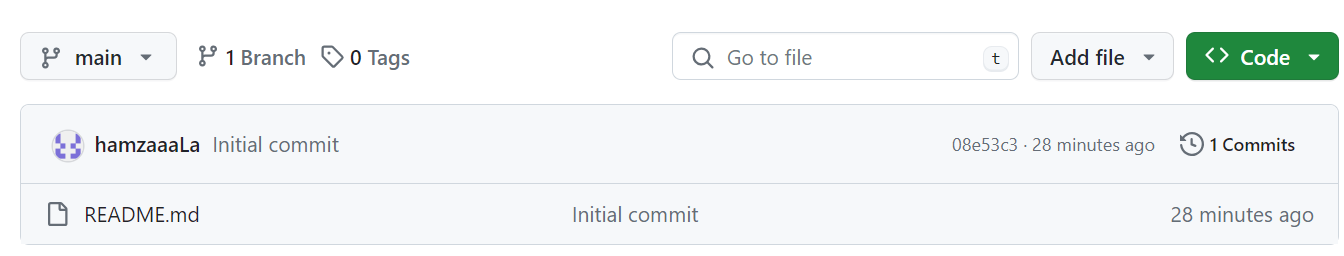 main 1 Branch 0 Tags Go to file t Add file Code
hamzaaaLa Initial commit 08e53c3 · 28 minutes ago 1 Commits
README.md Initial commit 28 minutes ago